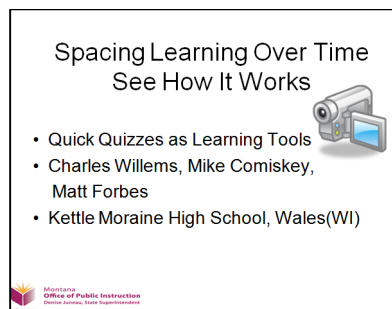 Spacing Learning Over Time
See How It Works
• Quick Quizzes as Learning Tools
• Charles Willems, Mike Comiskey,
Matt Forbes
• Kettle Moraine High School, Wales(WI)
Montana
Office of Public Instruction
Denise Juneau, State Superintendent